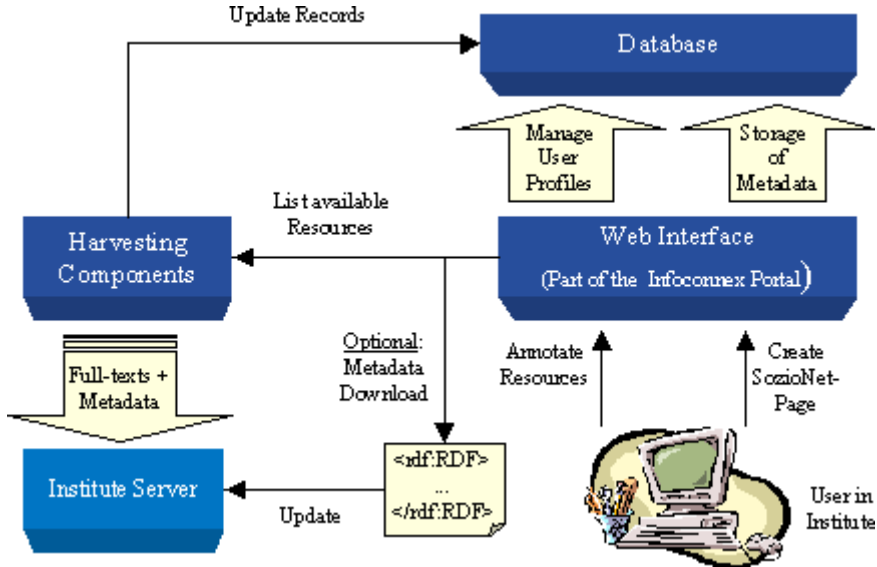 Update Records
Database
Manage
User
Profiles
Storage
of
Metadata
List available
Resources
Harvesting
Components
Web Interface
(Part of the Infoconnex Portal)
Optional:
Metadata
Download
Annotate
Resources
Create
SozioNet-
Page
Full-texts +
Metadata
<rdf:RDF>
...
</rdf:RDF>
Institute Server
Update
User in
Institute